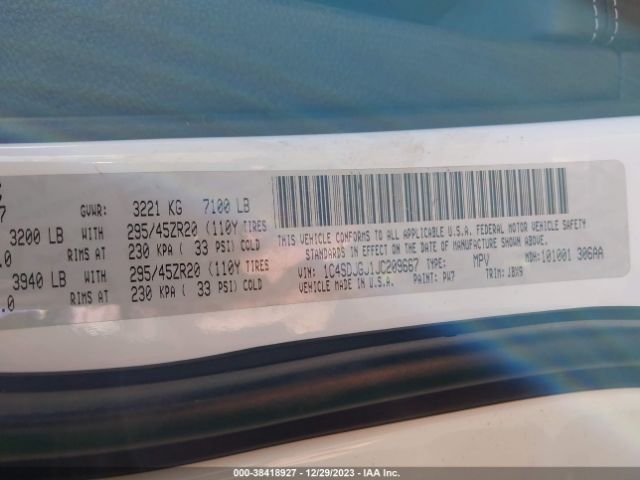 7 GVWR: 3221 KG 7100 LB
3200 LB WITH 295/45ZR20 (110Y TIRES
.0 RIMS AT 230 KPA ( 33 PSI) COLD
3940 LB WITH 295/45ZR20 (110Y TIRES
.0 RIMS AT 230 KPA ( 33 PSI) COLD
THIS VEHICLE CONFORMS TO ALL APPLICABLE U.S.A. FEDERAL MOTOR VEHICLE SAFETY
STANDARDS IN EFFECT ON THE DATE OF MANUFACTURE SHOWN ABOVE.
VIN: 1C4SDJGJ1JC209667 TYPE: MPV MDH: 101001 306AA
VEHICLE MADE IN U.S.A. PAINT: PW7 TRIM: JBX9
000-38418927 - 12/29/2023 - IAA Inc.